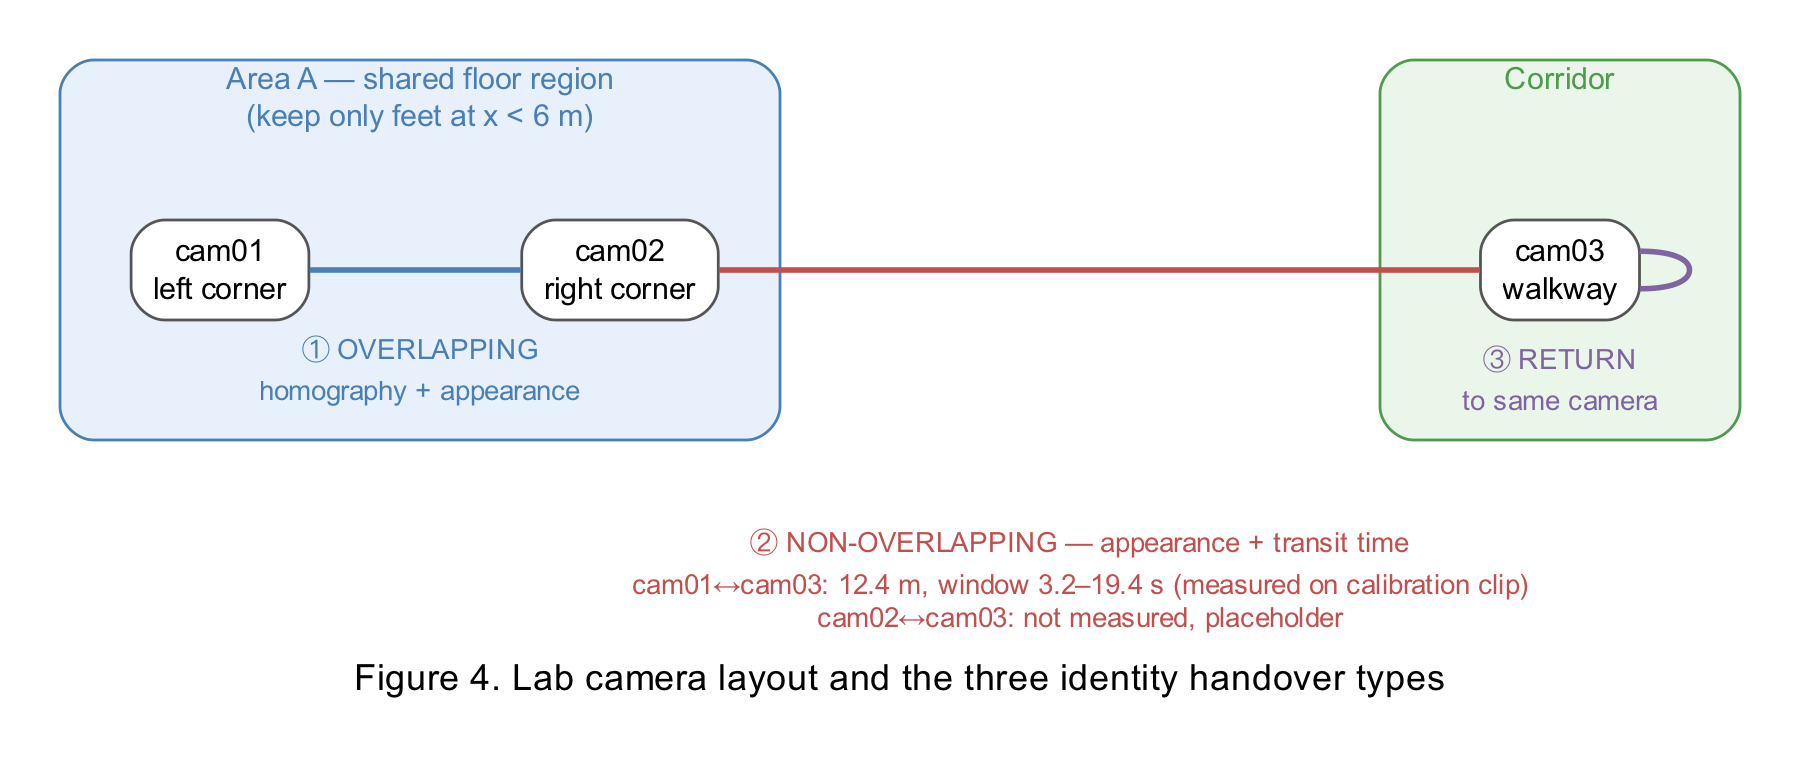 Area A — shared floor region
(keep only feet at x < 6 m)
Corridor
cam01
left corner
cam02
right corner
cam03
walkway
① OVERLAPPING
homography + appearance
③ RETURN
to same camera
② NON-OVERLAPPING — appearance + transit time
cam01↔cam03: 12.4 m, window 3.2–19.4 s (measured on calibration clip)
cam02↔cam03: not measured, placeholder
Figure 4. Lab camera layout and the three identity handover types